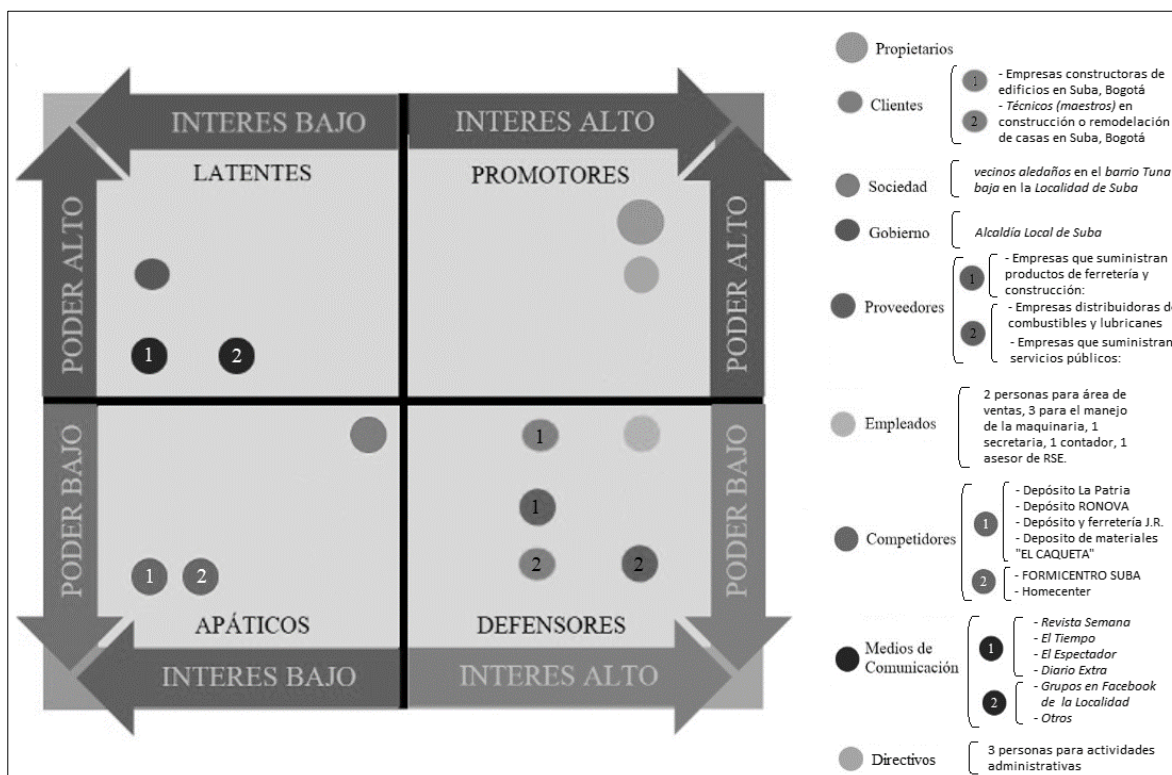 INTERES BAJO
INTERES ALTO
LATENTES
PROMOTORES
PODER ALTO
PODER ALTO
1
2
PODER BAJO
PODER BAJO
1
1
2
2
1
2
APÁTICOS
DEFENSORES
INTERES BAJO
INTERES ALTO
Propietarios
Clientes
1
- Empresas constructoras de
edificios en Suba, Bogotá
2
- Técnicos (maestros) en
construcción o remodelación
de casas en Suba, Bogotá
Sociedad
vecinos aledaños en el barrio Tuna
baja en la Localidad de Suba
Gobierno
Alcaldía Local de Suba
Proveedores
1
- Empresas que suministran
productos de ferretería y
construcción:
2
- Empresas distribuidoras de
combustibles y lubricanes
- Empresas que suministran
servicios públicos:
Empleados
2 personas para área de
ventas, 3 para el manejo
de la maquinaria, 1
secretaria, 1 contador, 1
asesor de RSE.
Competidores
1
- Depósito La Patria
- Depósito RONOVA
- Depósito y ferretería J.R.
- Deposito de materiales
"EL CAQUETA"
2
- FORMICENTRO SUBA
- Homecenter
Medios de
Comunicación
1
- Revista Semana
- El Tiempo
- El Espectador
- Diario Extra
2
- Grupos en Facebook
de la Localidad
- Otros
Directivos
3 personas para actividades
administrativas